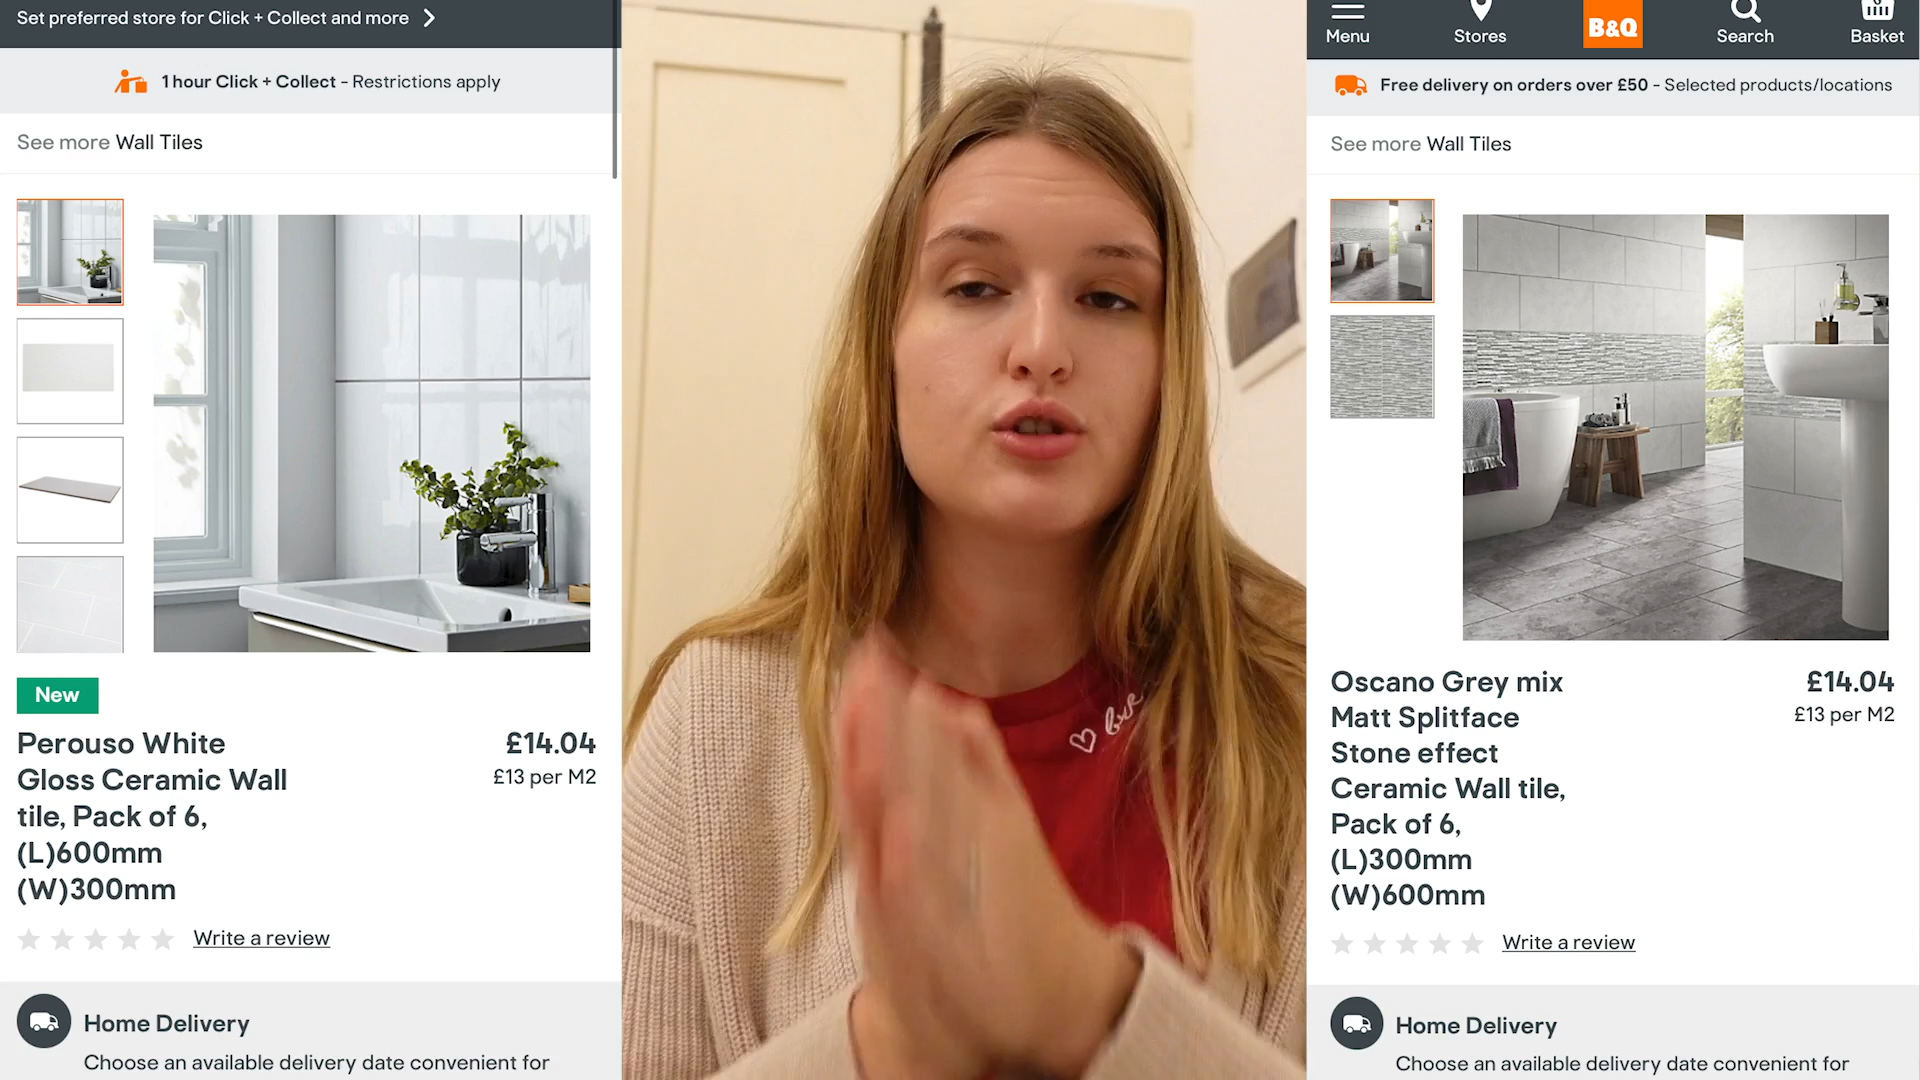 Set preferred store for Click + Collect and more
1 hour Click + Collect - Restrictions apply
See more Wall Tiles
New
Perouso White
Gloss Ceramic Wall
tile, Pack of 6,
(L)600mm
(W)300mm
£14.04
£13 per M2
Write a review
Home Delivery
Choose an available delivery date convenient for
love
Menu
Stores
B&Q
Search
Basket
Free delivery on orders over £50 - Selected products/locations
See more Wall Tiles
Oscano Grey mix
Matt Splitface
Stone effect
Ceramic Wall tile,
Pack of 6,
(L)300mm
(W)600mm
£14.04
£13 per M2
Write a review
Home Delivery
Choose an available delivery date convenient for